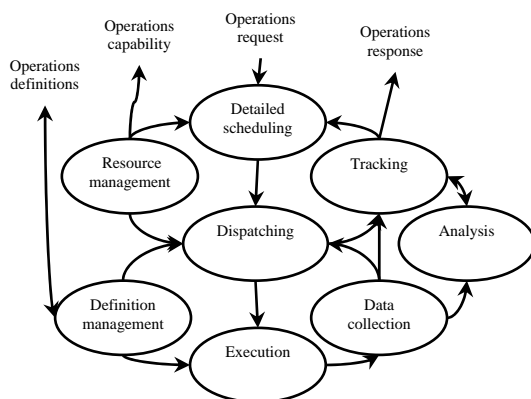 Operations
capability
Operations
request
Operations
response
Operations
definitions
Detailed
scheduling
Resource
management
Tracking
Dispatching
Analysis
Definition
management
Data
collection
Execution